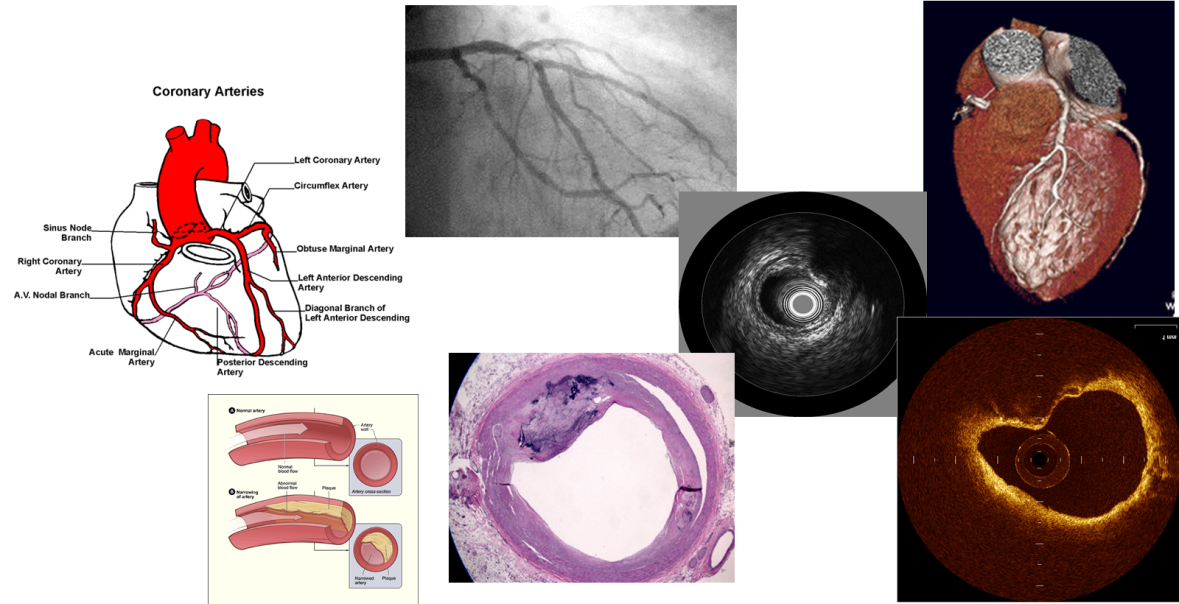 Coronary Arteries
Left Coronary Artery
Circumflex Artery
Sinus Node
Branch
Obtuse Marginal Artery
Right Coronary
Artery
Left Anterior Descending
Artery
A.V. Nodal Branch
Diagonal Branch of
Left Anterior Descending
Acute Marginal
Artery
Posterior Descending
Artery
A Normal artery
Artery
wall
Normal
blood flow
Artery cross-section
B Narrowing
of artery
Abnormal
blood flow
Plaque
Narrowed
artery
Plaque
W